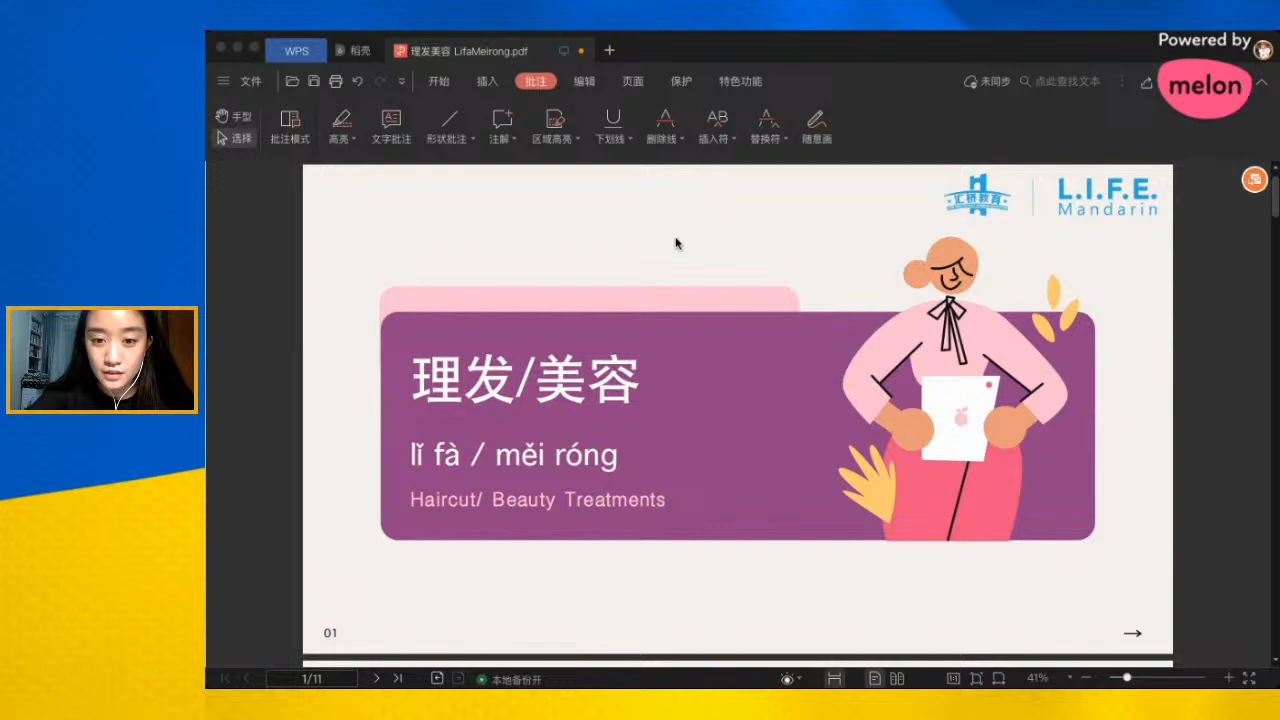 Powered by
melon
WPS
稻壳
理发美容 LifaMeirong.pdf
文件
开始
插入
批注
编辑
页面
保护
特色功能
未同步
点此查找文本
手型
选择
批注模式
高亮
文字批注
形状批注
注解
区域高亮
下划线
删除线
插入符
替换符
随意画
汇桥教育
L.I.F.E.
Mandarin
理发/美容
lǐ fà / měi róng
Haircut/ Beauty Treatments
01
1/11
本地备份开
41%